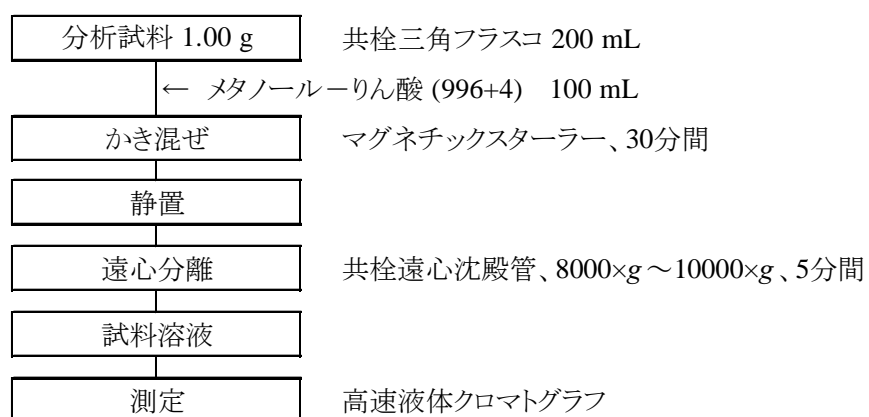 分析試料 1.00 g 共栓三角フラスコ 200 mL
← メタノール－りん酸 (996+4) 100 mL
かき混ぜ マグネチックスターラー、30分間
静置
遠心分離 共栓遠心沈殿管、8000×g～10000×g、5分間
試料溶液
測定 高速液体クロマトグラフ